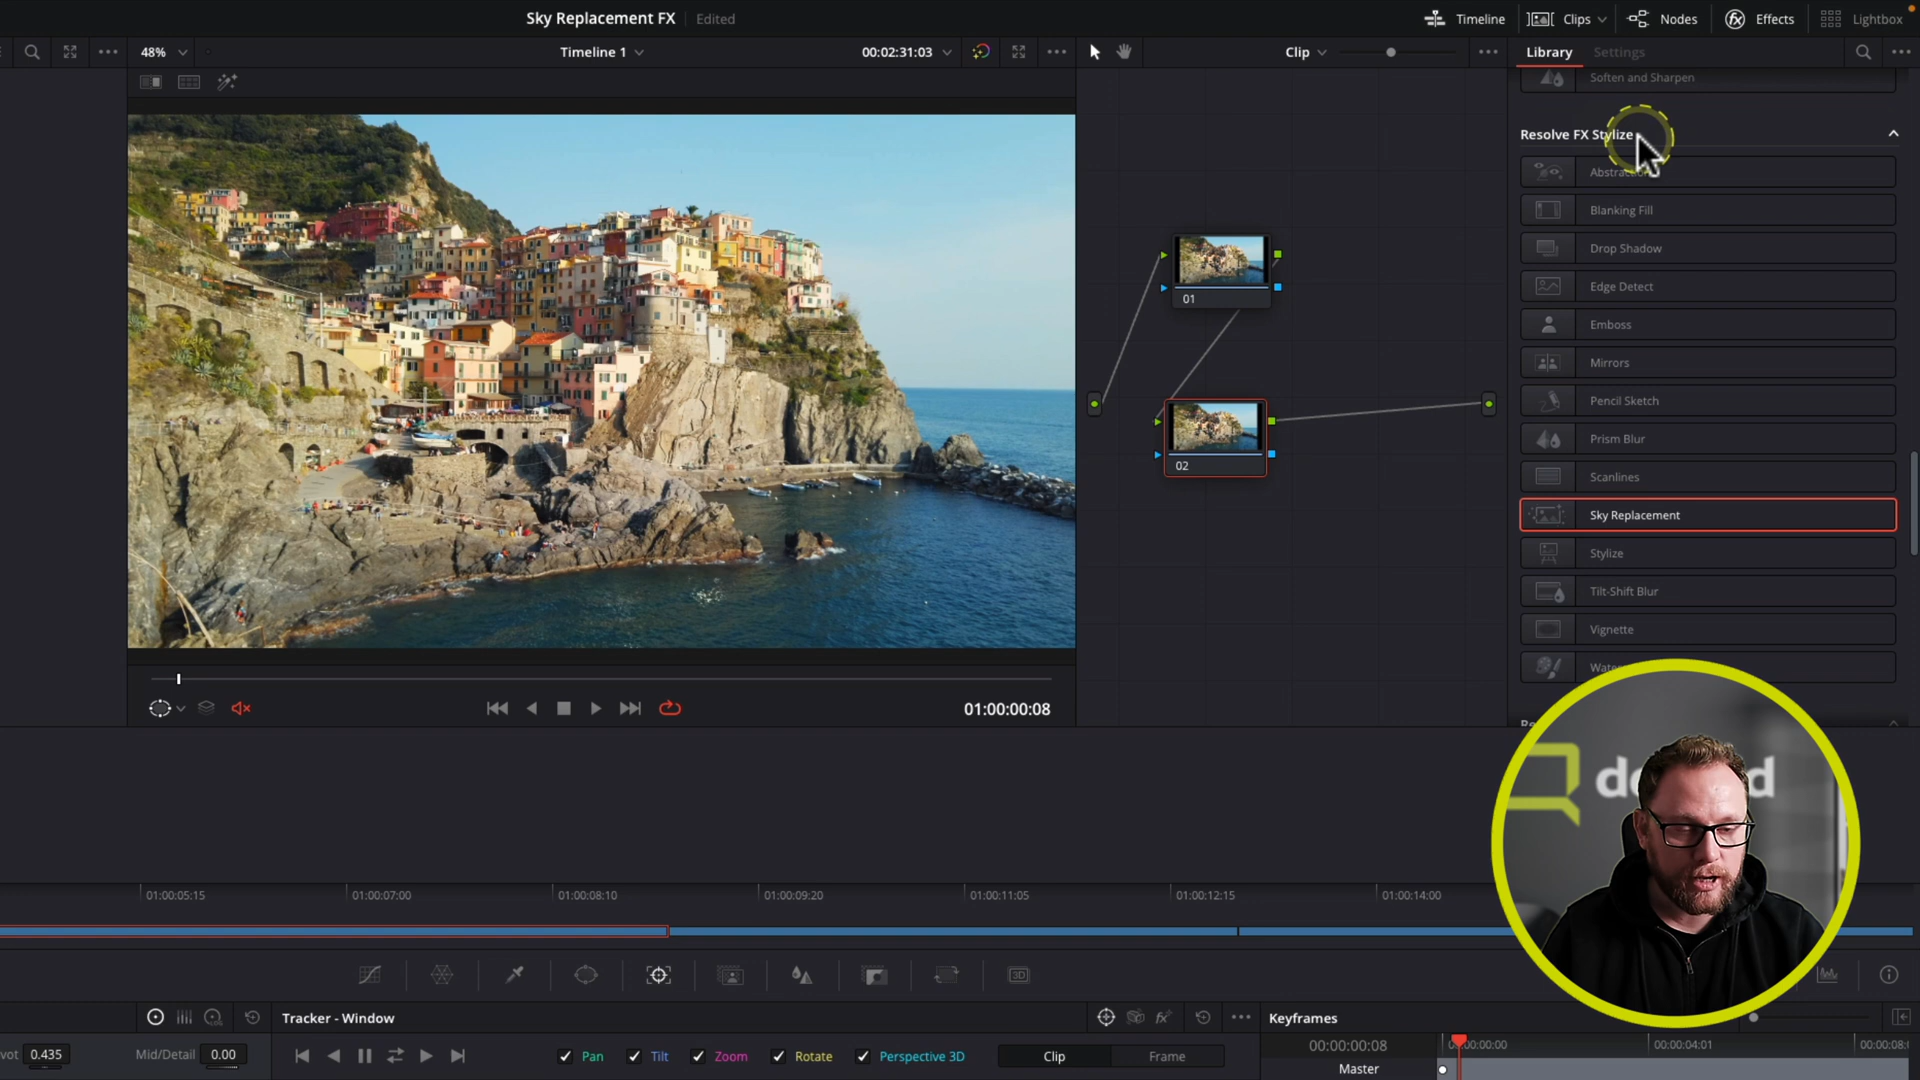 Sky Replacement FX Edited
Timeline Clips Nodes Effects Lightbox
48% Timeline 1 00:02:31:03 Clip Library Settings
Soften and Sharpen
Resolve FX Stylize
Blanking Fill
Drop Shadow
Edge Detect
Emboss
Mirrors
Pencil Sketch
Prism Blur
Scanlines
Sky Replacement
Stylize
Tilt-Shift Blur
Vignette
01
02
01:00:00:08
01:00:05:15 01:00:07:00 01:00:08:10 01:00:09:20 01:00:11:05 01:00:12:15 01:00:14:00
3D
Tracker - Window Keyframes
0.435 Mid/Detail 0.00 Pan Tilt Zoom Rotate Perspective 3D Clip Frame 00:00:00:08 00:00:04:01
Master